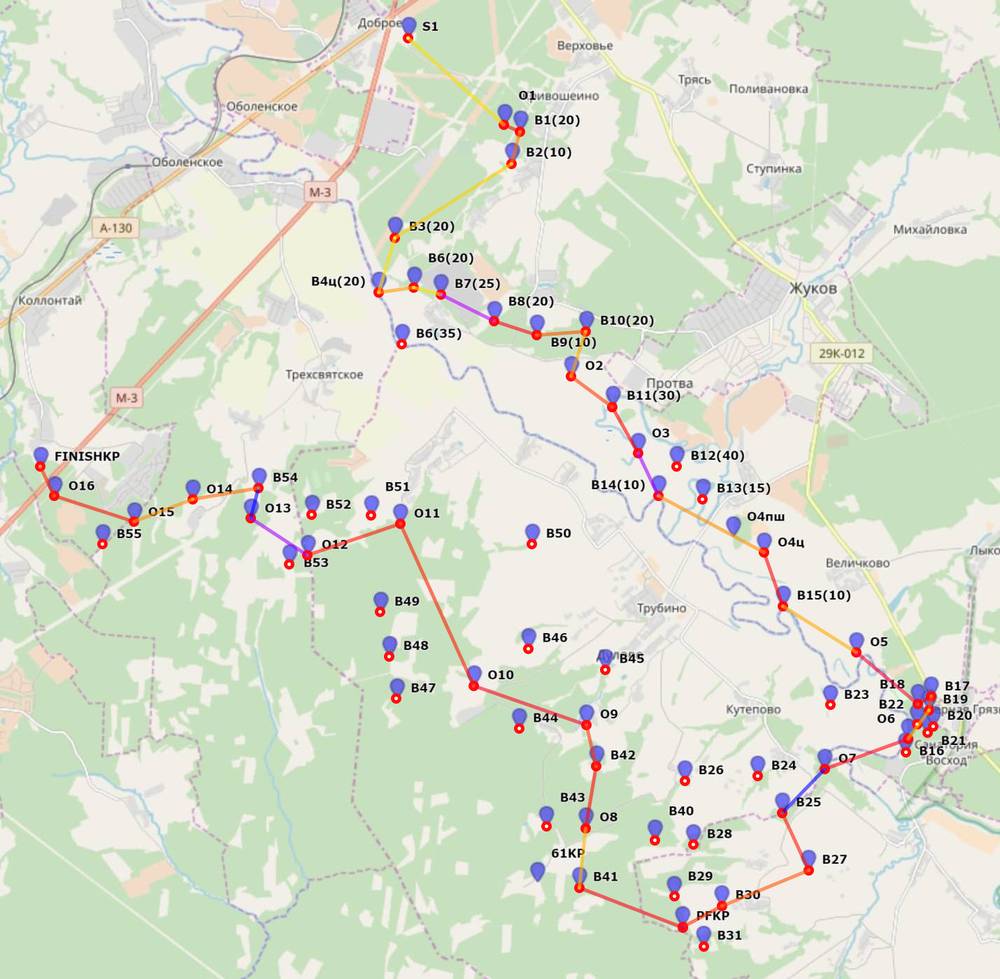 Доброе
S1
Верховье
O1
Кривошеино
Трясь
Поливановка
Оболенское
B1(20)
B2(10)
Оболенское
M-3
Ступинка
A-130
B3(20)
Михайловка
B6(20)
B4ц(20)
B7(25)
Жуков
Коллонтай
B8(20)
B10(20)
B6(35)
B9(10)
29К-012
O2
Трехсвятское
Протва
M-3
B11(30)
O3
FINISHKP
B12(40)
B54
O16
B51
B14(10)
B13(15)
O14
B52
O13
O11
O15
O4пш
B55
B50
O12
O4ц
B53
Величково
B15(10)
B49
Трубино
B46
O5
B48
B45
O10
B47
B18
B17
B23
B22
B19
Кутепово
B44
O9
O6
B20
B21
B16
Санатория
Восход
B42
O7
B26
B24
B43
B25
O8
B40
B28
61KP
B41
B27
B29
B30
PFKP
B31